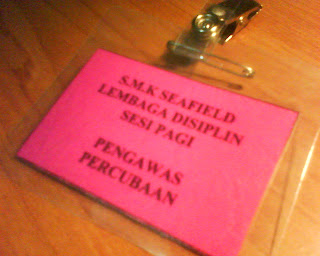 S.M.K SEAFIELD
LEMBAGA DISIPLIN
SESI PAGI
PENGAWAS
PERCUBAAN